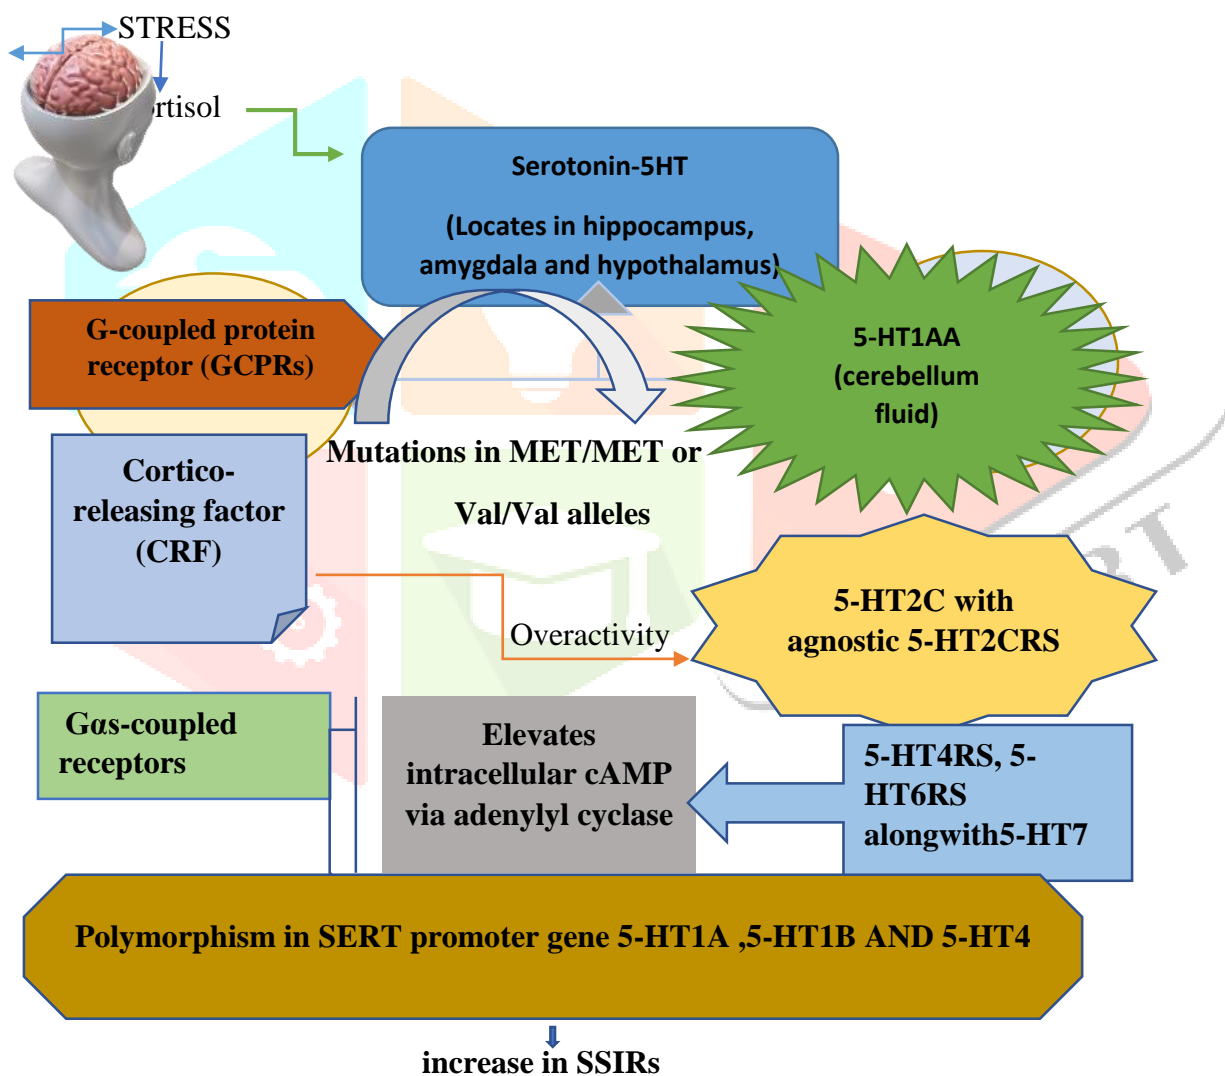 STRESS
ortisol
Serotonin-5HT
(Locates in hippocampus,
amygdala and hypothalamus)
G-coupled protein
receptor (GCPRs)
5-HT1AA
(cerebellum
fluid)
Mutations in MET/MET or
Val/Val alleles
Cortico-
releasing factor
(CRF)
Overactivity
5-HT2C with
agnostic 5-HT2CRS
Gαs-coupled
receptors
Elevates
intracellular cAMP
via adenylyl cyclase
5-HT4RS, 5-
HT6RS
alongwith5-HT7
Polymorphism in SERT promoter gene 5-HT1A ,5-HT1B AND 5-HT4
increase in SSIRs